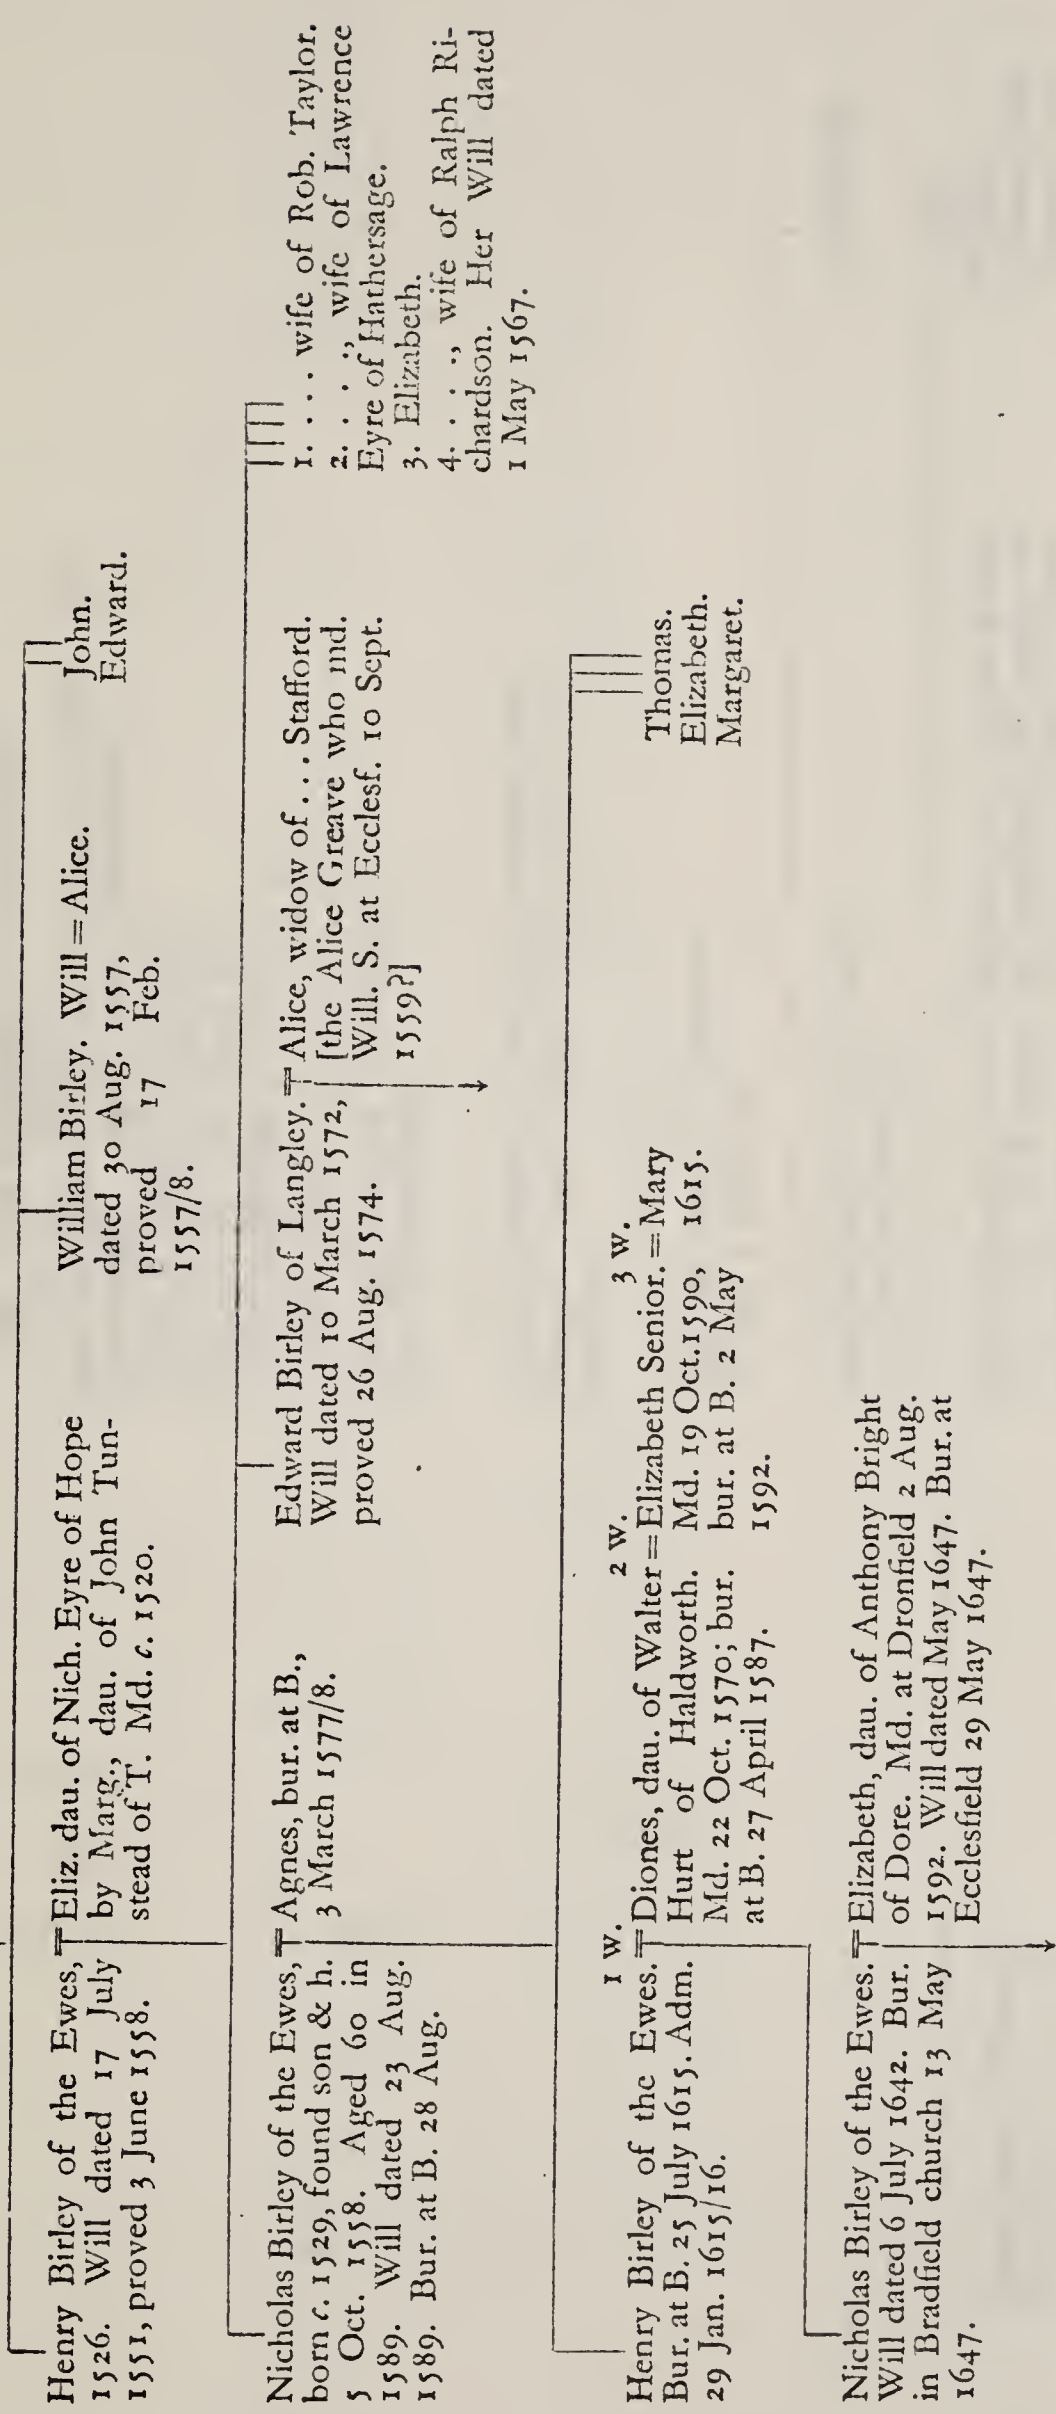 Henry Birley of the Ewes,
1526. Will dated 17 July
1551, proved 3 June 1558.
Eliz. dau. of Nich. Eyre of Hope
by Marg., dau. of John Tun-
stead of T. Md. c. 1520.
William Birley. Will = Alice.
dated 30 Aug. 1557,
proved 17 Feb.
1557/8.
John.
Edward.
Nicholas Birley of the Ewes,
born c. 1529, found son & h.
5 Oct. 1558. Aged 60 in
1589. Will dated 23 Aug.
1589. Bur. at B. 28 Aug.
Agnes, bur. at B.,
3 March 1577/8.
Edward Birley of Langley.
Will dated 10 March 1572,
proved 26 Aug. 1574.
Alice, widow of ... Stafford.
[the Alice Greave who md.
Will. S. at Ecclesf. 10 Sept.
1559?]
1. ... wife of Rob. Taylor.
2. ..., wife of Lawrence
Eyre of Hathersage.
3. Elizabeth.
4. ..., wife of Ralph Ri-
chardson. Her Will dated
1 May 1567.
1 W.
2 W.
3 W.
Henry Birley of the Ewes.
Bur. at B. 25 July 1615. Adm.
29 Jan. 1615/16.
Diones, dau. of Walter
Hurt of Haldworth.
Md. 22 Oct. 1570; bur.
at B. 27 April 1587.
= Elizabeth Senior.
Md. 19 Oct. 1590,
bur. at B. 2 May
1592.
= Mary
1615.
Thomas.
Elizabeth.
Margaret.
Nicholas Birley of the Ewes.
Will dated 6 July 1642. Bur.
in Bradfield church 13 May
1647.
Elizabeth, dau. of Anthony Bright
of Dore. Md. at Dronfield 2 Aug.
1592. Will dated May 1647. Bur. at
Ecclesfield 29 May 1647.